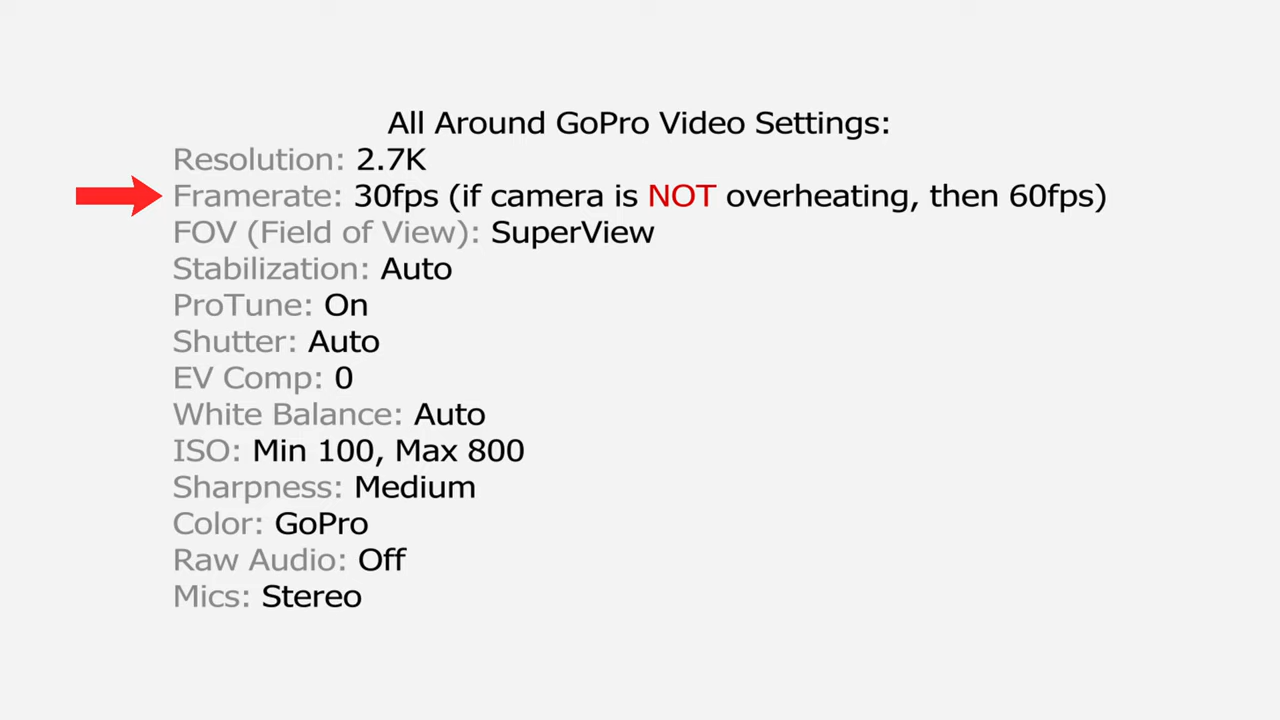 All Around GoPro Video Settings:
Resolution: 2.7K
Framerate: 30fps (if camera is NOT overheating, then 60fps)
FOV (Field of View): SuperView
Stabilization: Auto
ProTune: On
Shutter: Auto
EV Comp: 0
White Balance: Auto
ISO: Min 100, Max 800
Sharpness: Medium
Color: GoPro
Raw Audio: Off
Mics: Stereo